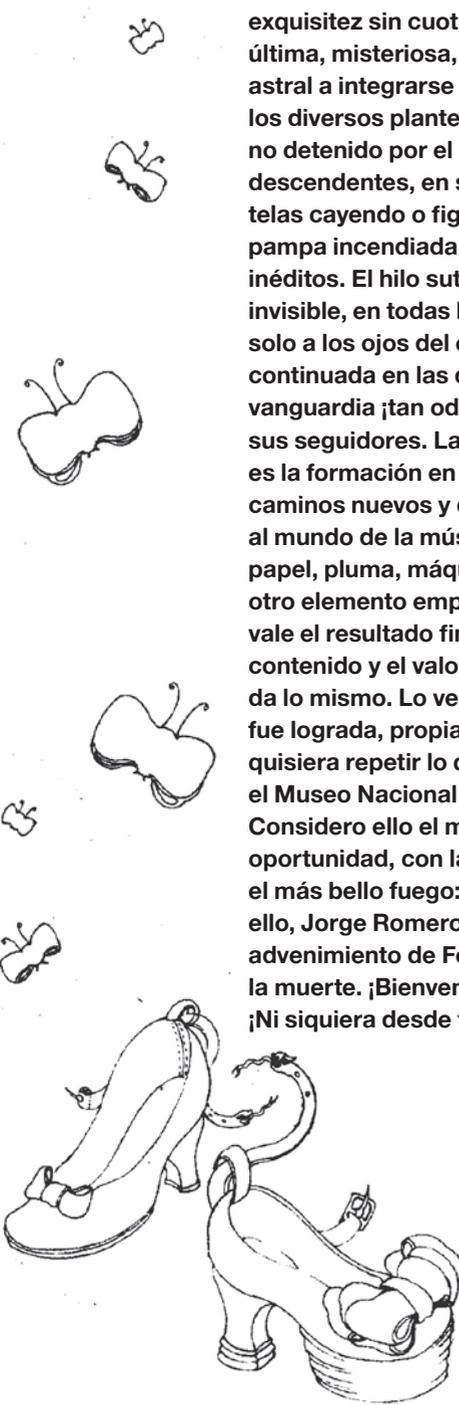 exquisitez sin cuot
última, misteriosa,
astral a integrarse
los diversos plante
no detenido por el
descendentes, en s
telas cayendo o fig
pampa incendiada
inéditos. El hilo sut
invisible, en todas l
solo a los ojos del c
continuada en las c
vanguardia ¡tan od
sus seguidores. La
es la formación en
caminos nuevos y
al mundo de la mús
papel, pluma, máqu
otro elemento emp
vale el resultado fin
contenido y el valo
da lo mismo. Lo ve
fue lograda, propia
quisiera repetir lo
el Museo Nacional
Considero ello el m
oportunidad, con la
el más bello fuego:
ello, Jorge Romero
advenimiento de Fe
la muerte. ¡Bienven
¡Ni siquiera desde